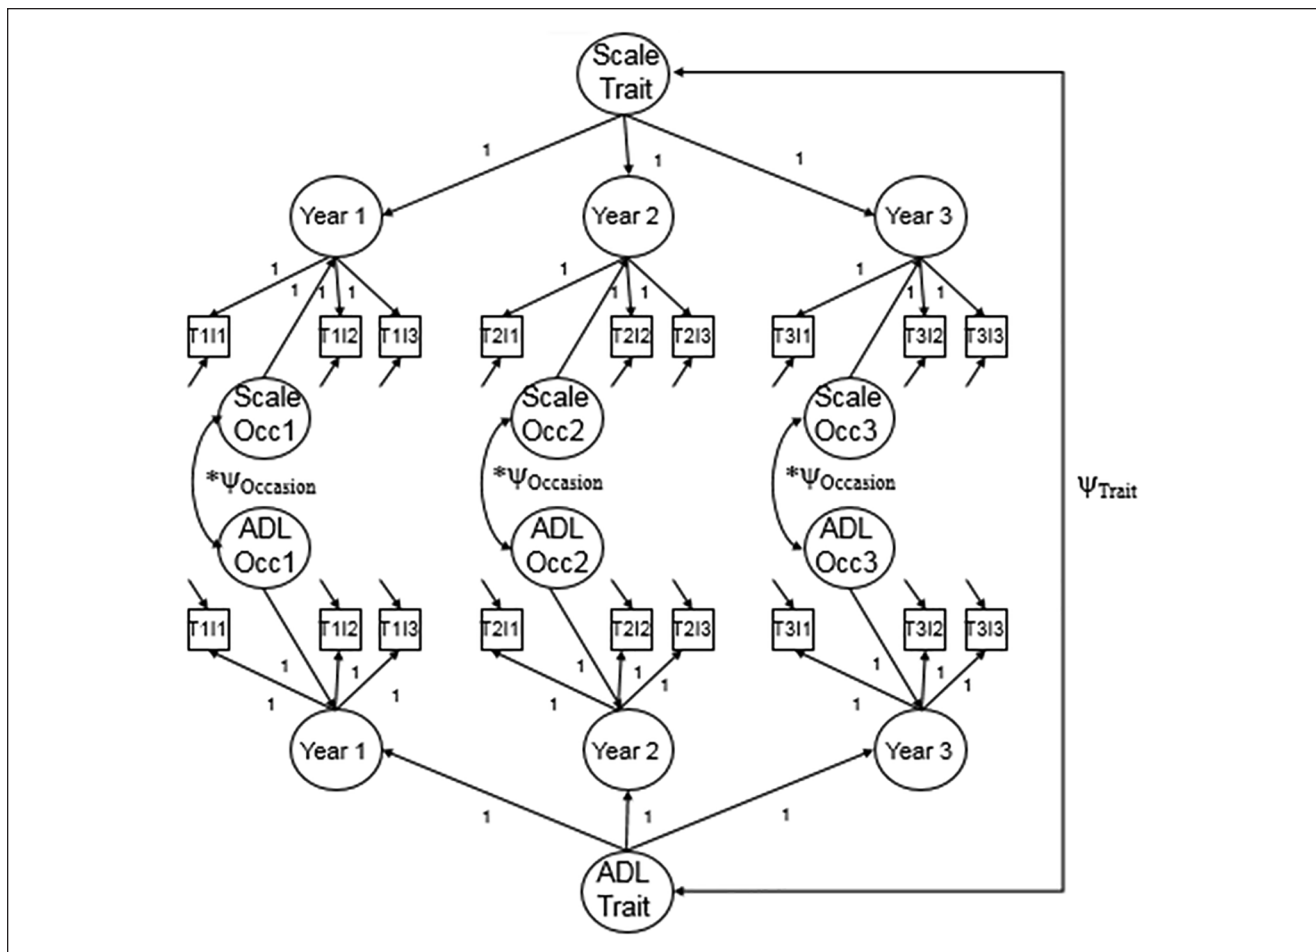 Scale
Trait
1
1
1
Year 1
Year 2
Year 3
1
1
1
1
1
1
1
1
1
1
T1I1
T1I2
T1I3
T2I1
T2I2
T2I3
T3I1
T3I2
T3I3
Scale
Occ1
Scale
Occ2
Scale
Occ3
*ΨOccasion
*ΨOccasion
*ΨOccasion
ΨTrait
ADL
Occ1
ADL
Occ2
ADL
Occ3
T1I1
T1I2
T1I3
T2I1
T2I2
T2I3
T3I1
T3I2
T3I3
1
1
1
1
1
1
1
1
1
1
1
1
Year 1
Year 2
Year 3
1
1
1
ADL
Trait